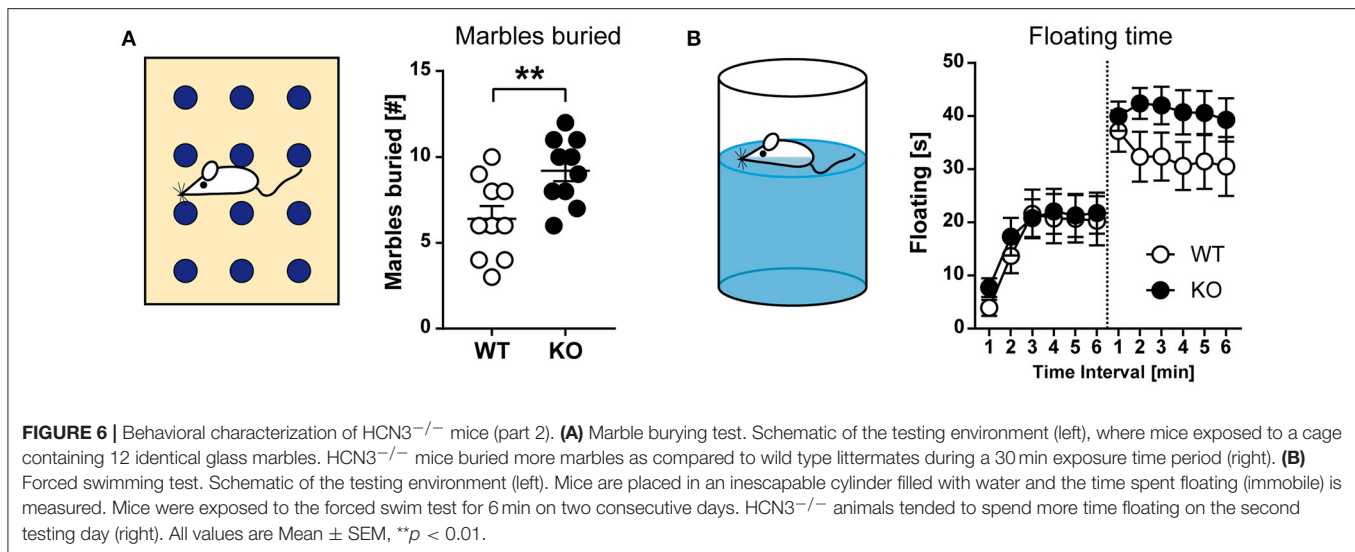 A
Marbles buried
Marbles buried [#]
15
10
5
0
**
WT
KO
B
Floating time
Floating [s]
50
40
30
20
10
0
WT
KO
1 2 3 4 5 6 1 2 3 4 5 6
Time Interval [min]
FIGURE 6 | Behavioral characterization of HCN3−/− mice (part 2). (A) Marble burying test. Schematic of the testing environment (left), where mice exposed to a cage
containing 12 identical glass marbles. HCN3−/− mice buried more marbles as compared to wild type littermates during a 30 min exposure time period (right). (B)
Forced swimming test. Schematic of the testing environment (left). Mice are placed in an inescapable cylinder filled with water and the time spent floating (immobile) is
measured. Mice were exposed to the forced swim test for 6 min on two consecutive days. HCN3−/− animals tended to spend more time floating on the second
testing day (right). All values are Mean ± SEM, **p < 0.01.